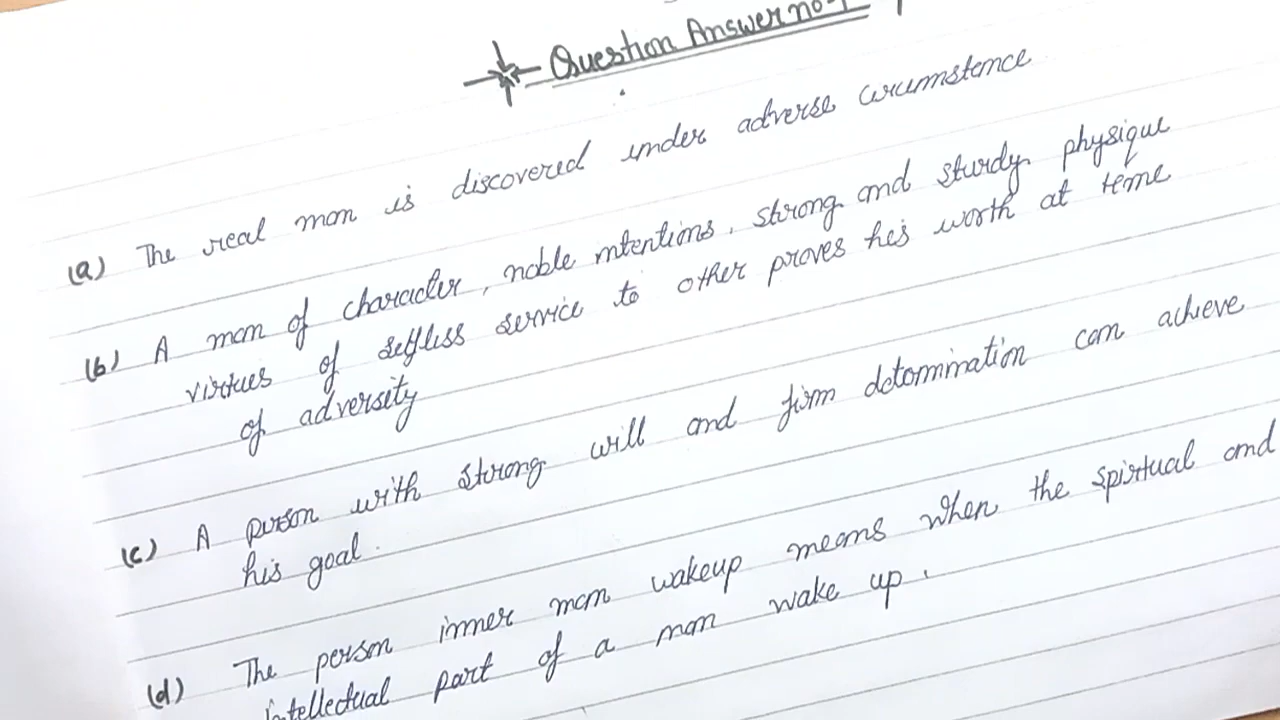 Question Answer no-1
(a) The real man is discovered under adverse circumstence
(b) A man of character, noble intentions, strong and sturdy physique
virtues of selfless service to other proves his worth at time
of adversity
(c) A person with strong will and firm determination can achieve
his goal.
(d) The person inner man wakeup means when the spirtual and
intellectual part of a man wake up.